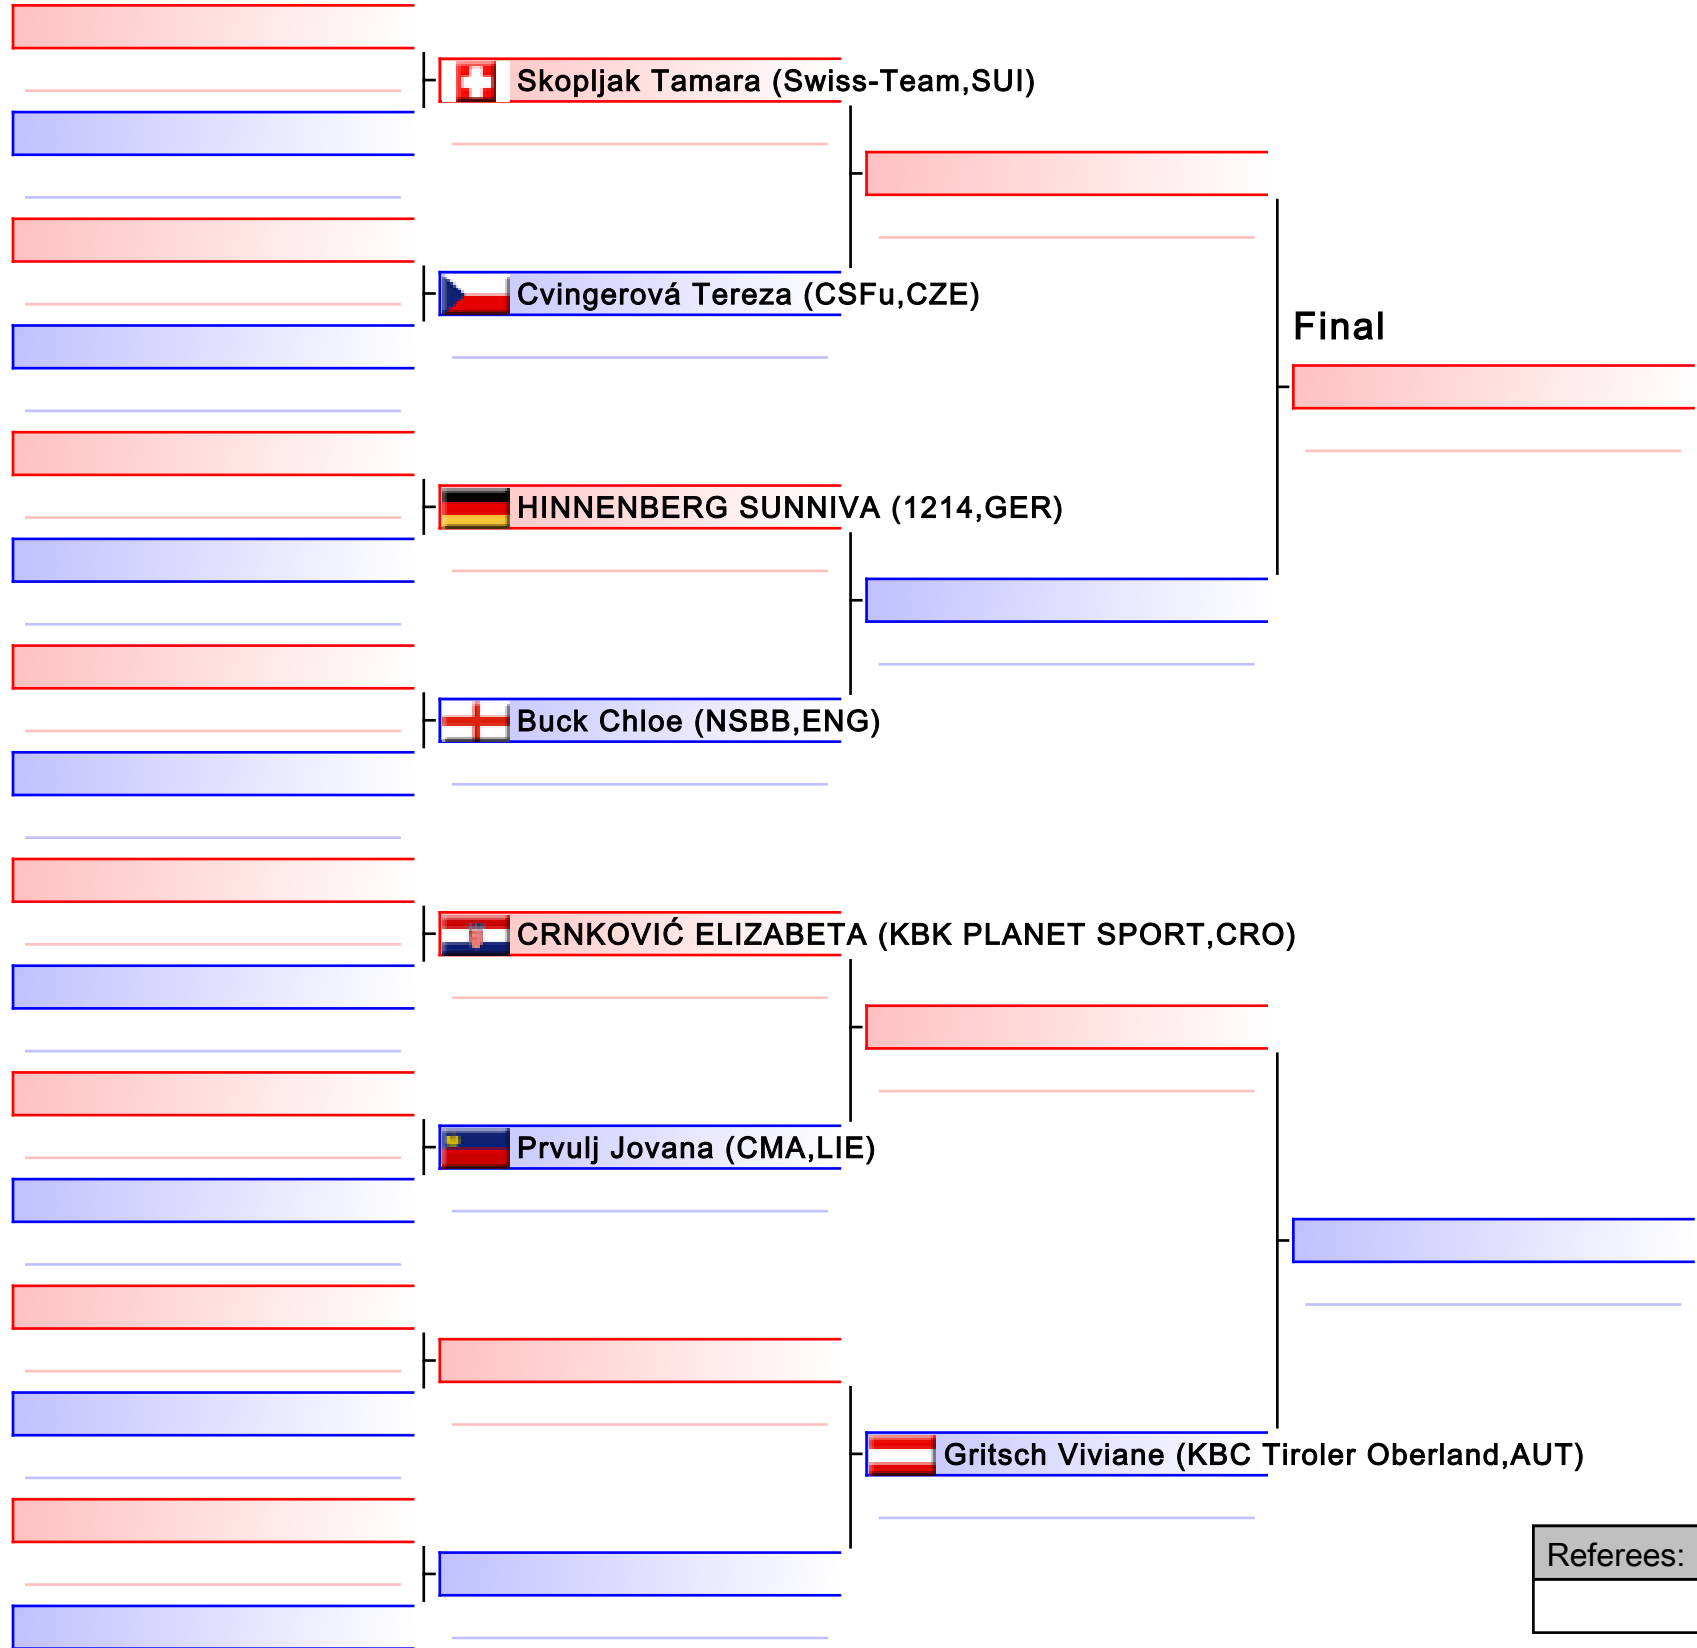 Skopljak Tamara (Swiss-Team,SUI)
Cvingerová Tereza (CSFu,CZE)
Final
HINNENBERG SUNNIVA (1214,GER)
Buck Chloe (NSBB,ENG)
CRNKOVIĆ ELIZABETA (KBK PLANET SPORT,CRO)
Prvulj Jovana (CMA,LIE)
Gritsch Viviane (KBC Tiroler Oberland,AUT)
Referees: